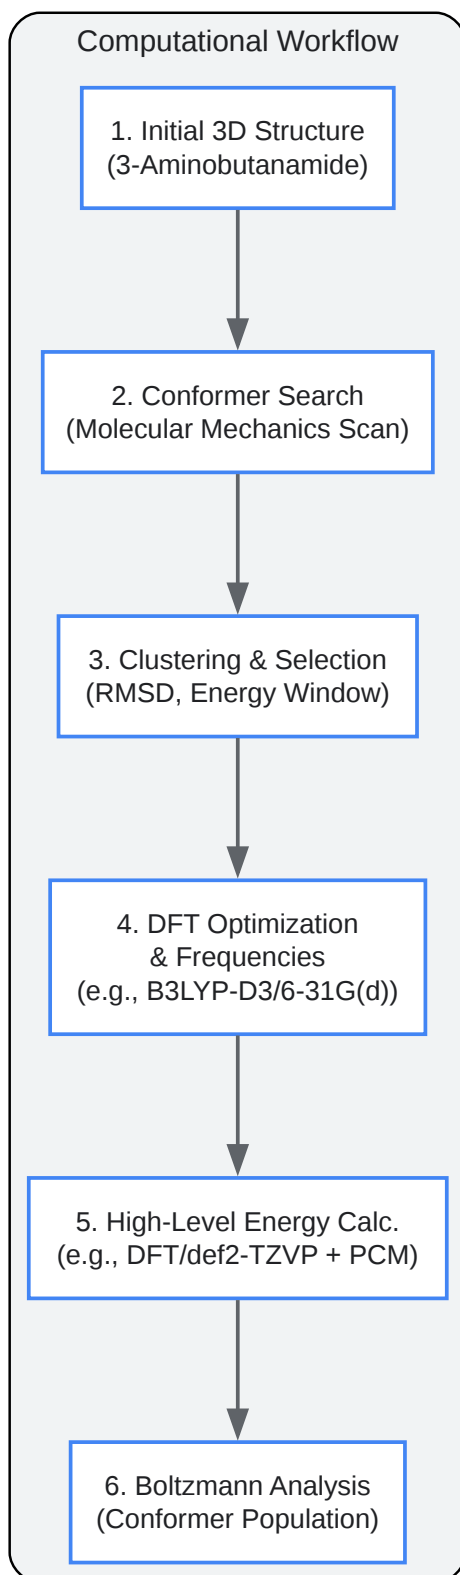 Computational Workflow
1. Initial 3D Structure
(3-Aminobutanamide)
2. Conformer Search
(Molecular Mechanics Scan)
3. Clustering & Selection
(RMSD, Energy Window)
4. DFT Optimization
& Frequencies
(e.g., B3LYP-D3/6-31G(d))
5. High-Level Energy Calc.
(e.g., DFT/def2-TZVP + PCM)
6. Boltzmann Analysis
(Conformer Population)